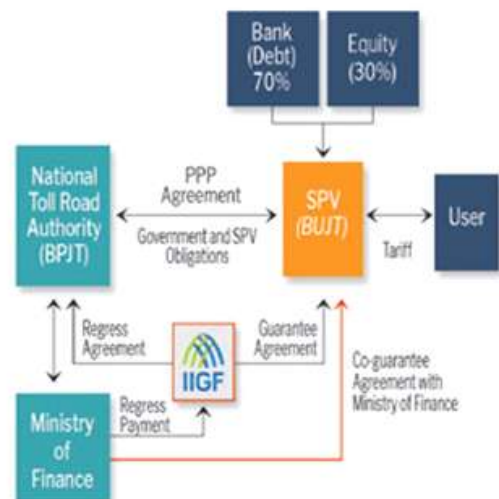 Bank
(Debt)
70%
Equity
(30%)
National
Toll Road
Authority
(BPJT)
PPP
Agreement
Government and SPV
Obligations
SPV
(BUJT)
Tariff
User
Regress
Agreement
IIGF
Guarantee
Agreement
Co-guarantee
Agreement with
Ministry of Finance
Ministry
of
Finance
Regress
Payment